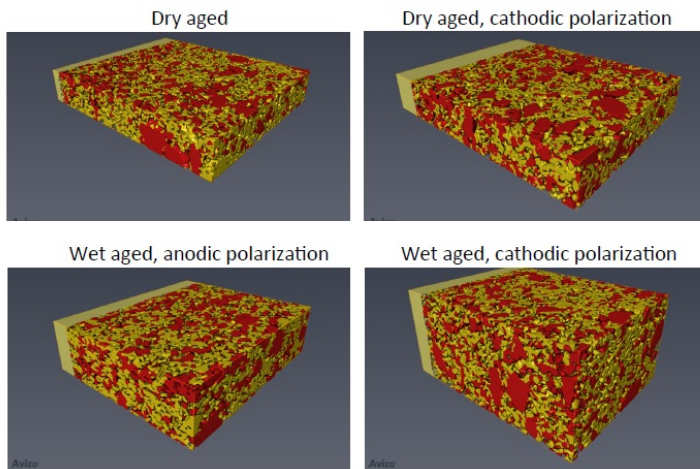 Dry aged
Dry aged, cathodic polarization
Avizo
Avizo
Wet aged, anodic polarization
Wet aged, cathodic polarization
Avizo
Avizo